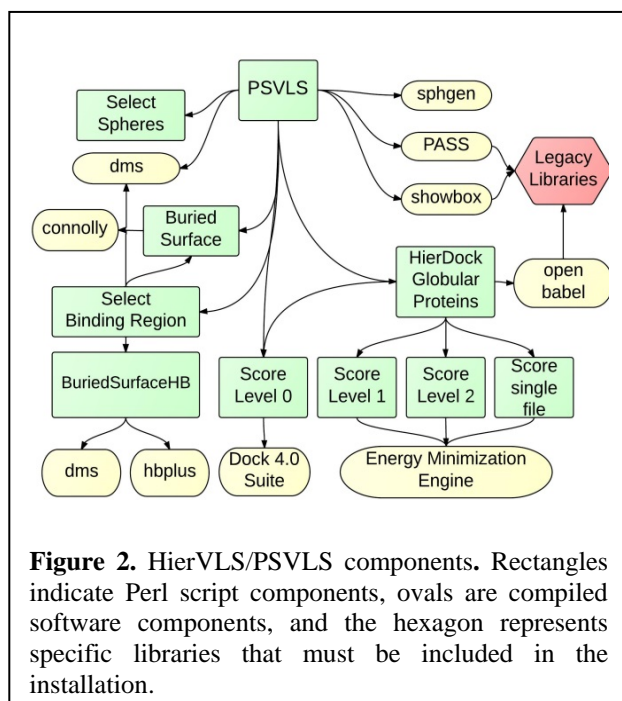 PSVLS
sphgen
Select
Spheres
PASS
Legacy
Libraries
dms
showbox
connolly
Buried
Surface
HierDock
Globular
Proteins
open
babel
Select
Binding Region
BuriedSurfaceHB
Score
Level 0
Score
Level 1
Score
Level 2
Score
single
file
dms
hbplus
Dock 4.0
Suite
Energy Minimization
Engine
Figure 2. HierVLS/PSVLS components. Rectangles
indicate Perl script components, ovals are compiled
software components, and the hexagon represents
specific libraries that must be included in the
installation.